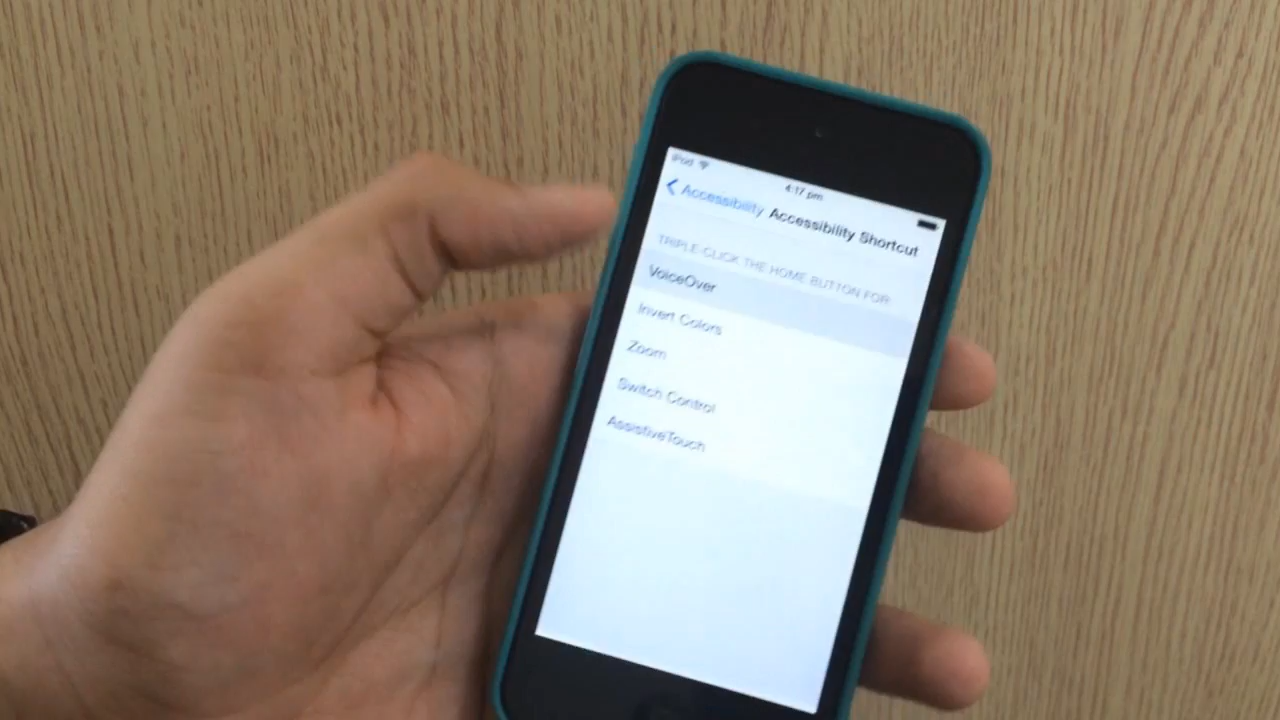 iPod
4:17 pm
Accessibility Accessibility Shortcut
TRIPLE-CLICK THE HOME BUTTON FOR:
VoiceOver
Invert Colors
Zoom
Switch Control
AssistiveTouch